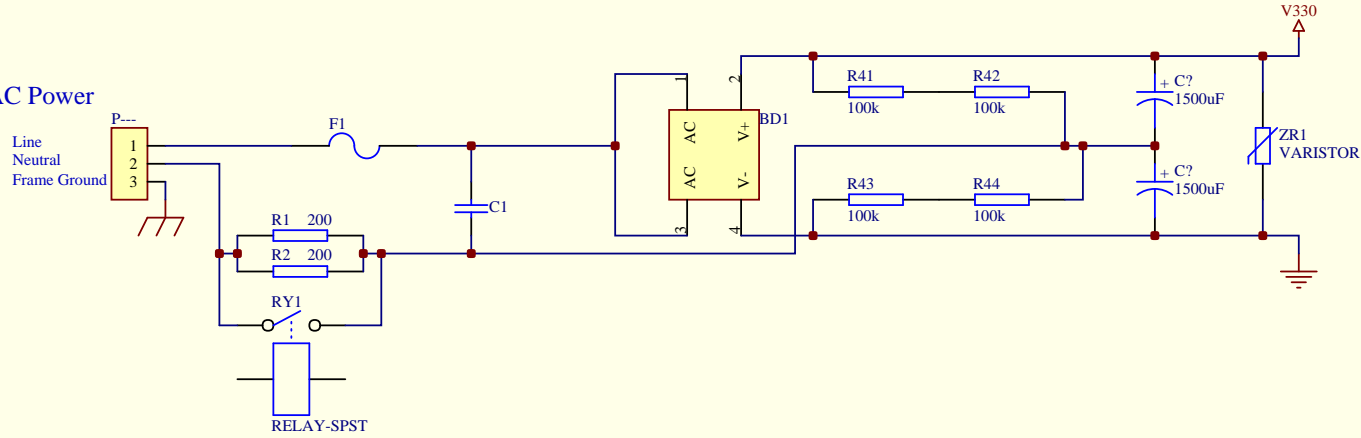 V330
AC Power
P---
Line
Neutral
Frame Ground
1
2
3
F1
C1
R1 200
R2 200
RY1
RELAY-SPST
1
2
3
4
AC
AC
V+
V-
BD1
R41
100k
R42
100k
R43
100k
R44
100k
+ C?
1500uF
+ C?
1500uF
ZR1
VARISTOR